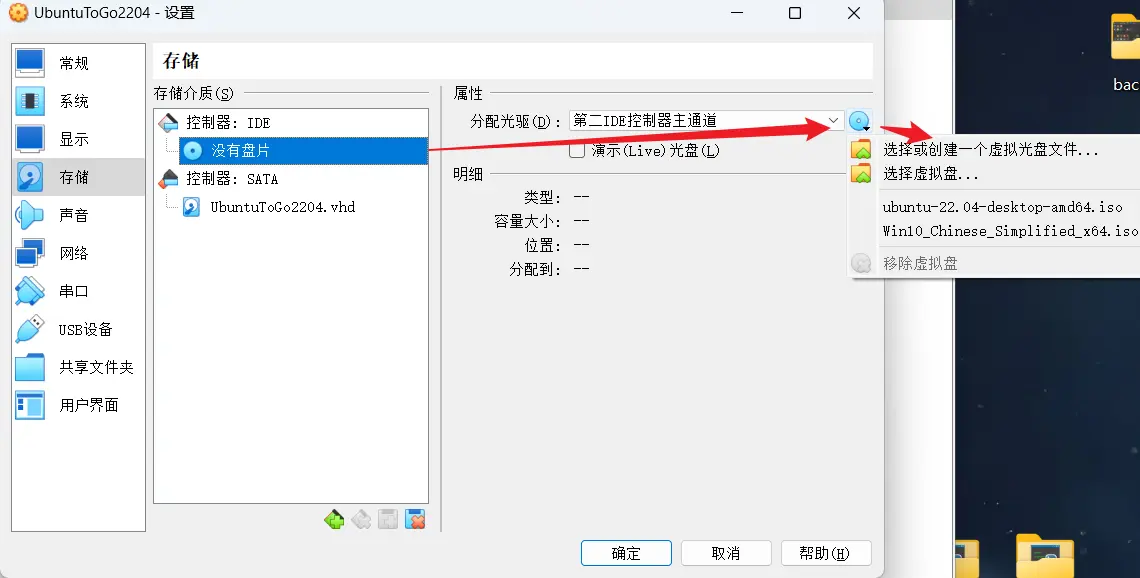 UbuntuToGo2204 - 设置
常规
系统
显示
存储
声音
网络
串口
USB设备
共享文件夹
用户界面
存储
存储介质(S)
控制器: IDE
没有盘片
控制器: SATA
UbuntuToGo2204.vhd
属性
分配光驱(D): 第二IDE控制器主通道
演示(Live)光盘(L)
明细
类型: --
容量大小: --
位置: --
分配到: --
选择或创建一个虚拟光盘文件...
选择虚拟盘...
ubuntu-22.04-desktop-amd64.iso
Win10_Chinese_Simplified_x64.iso
移除虚拟盘
确定
取消
帮助(H)
bac